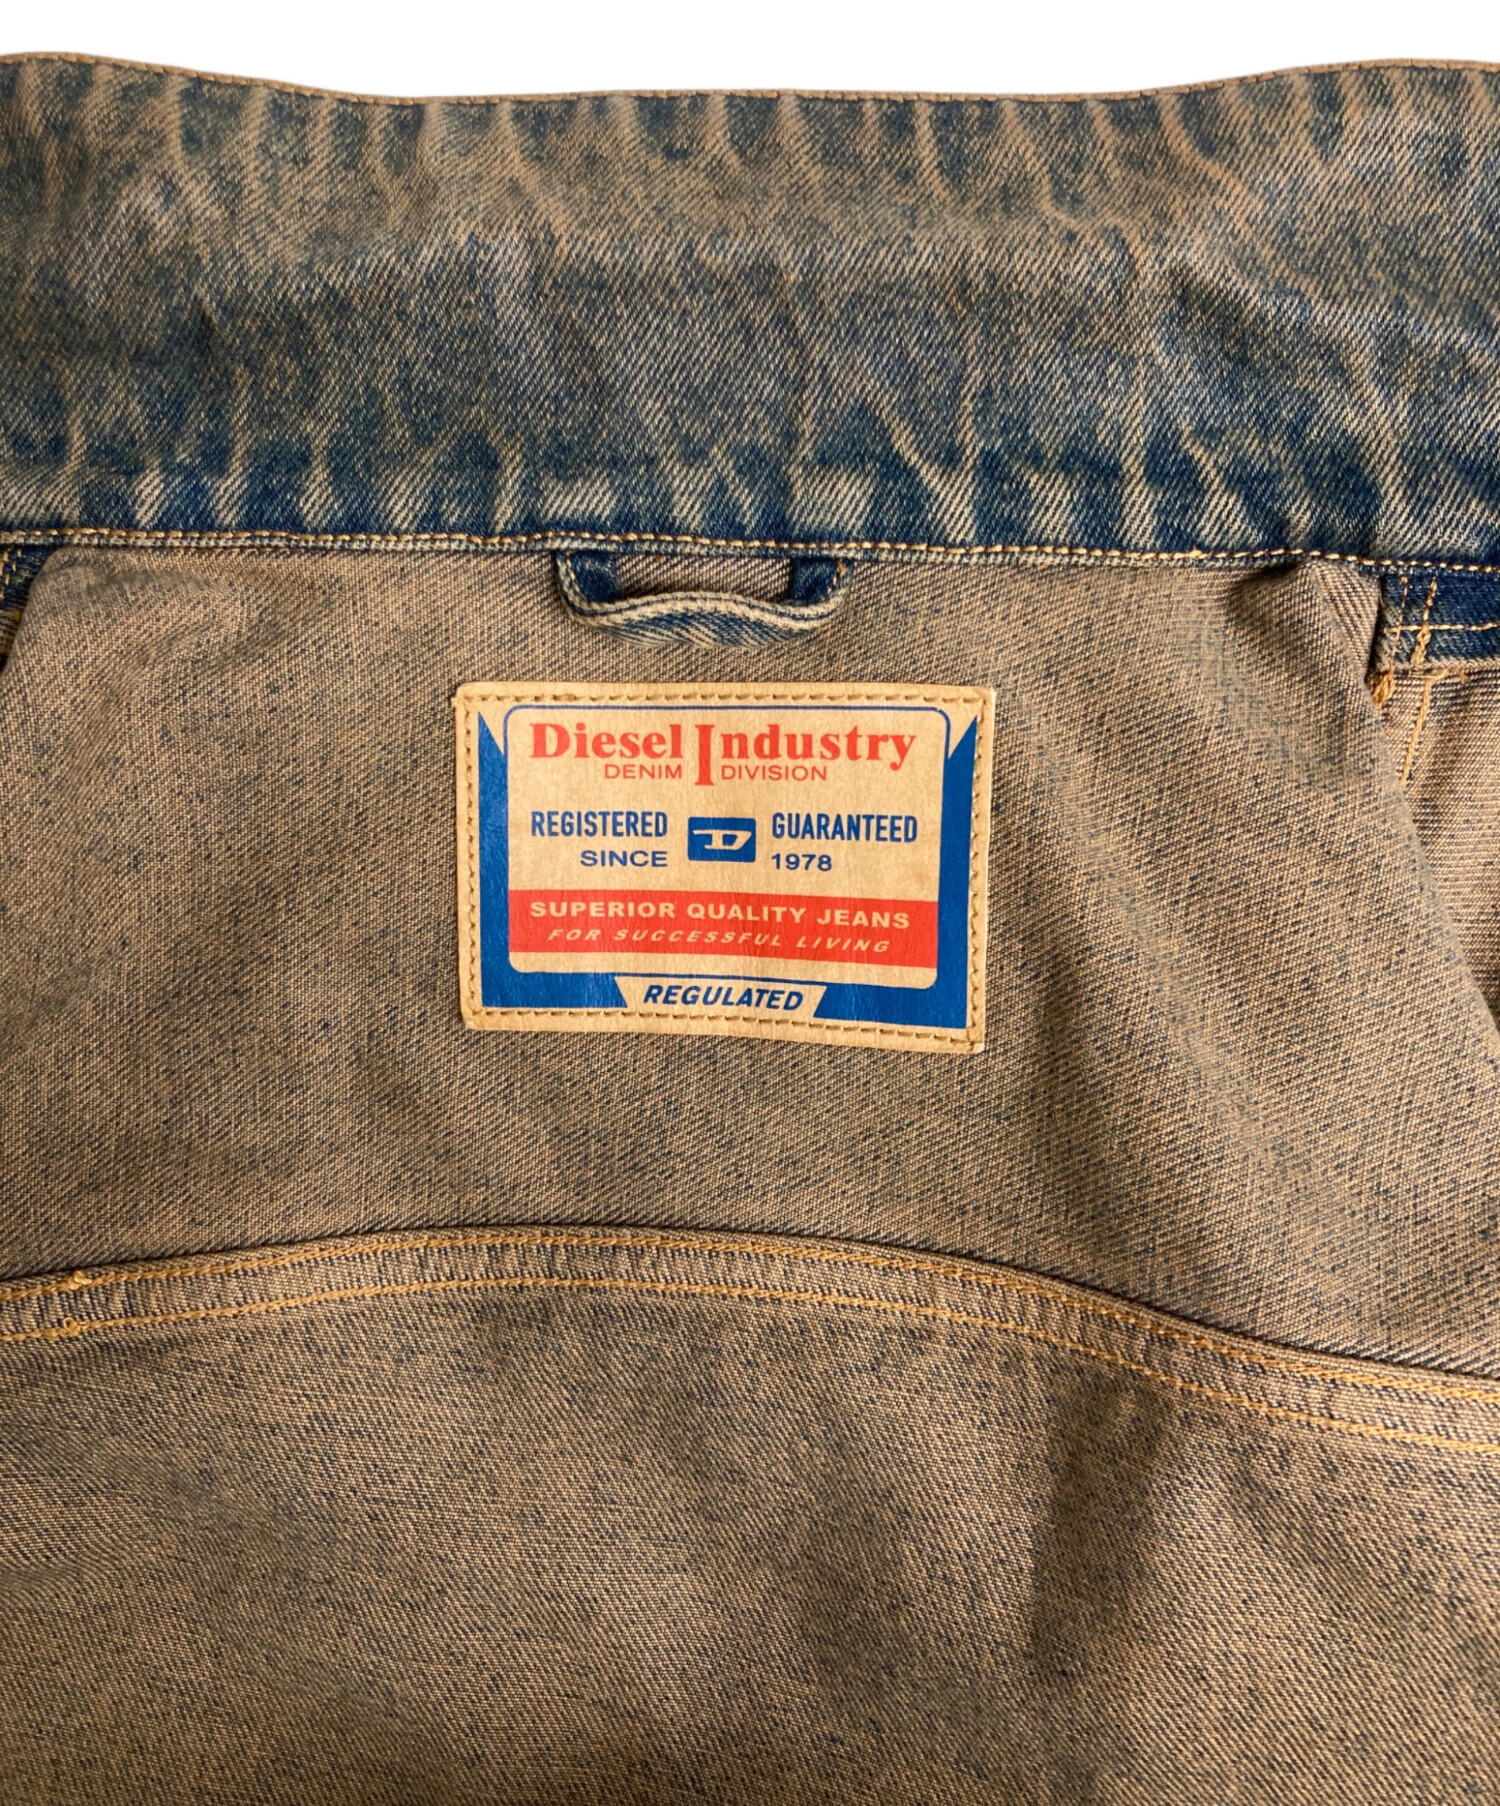 Diesel Industry
DENIM DIVISION
REGISTERED D GUARANTEED
SINCE 1978
SUPERIOR QUALITY JEANS
FOR SUCCESSFUL LIVING
REGULATED